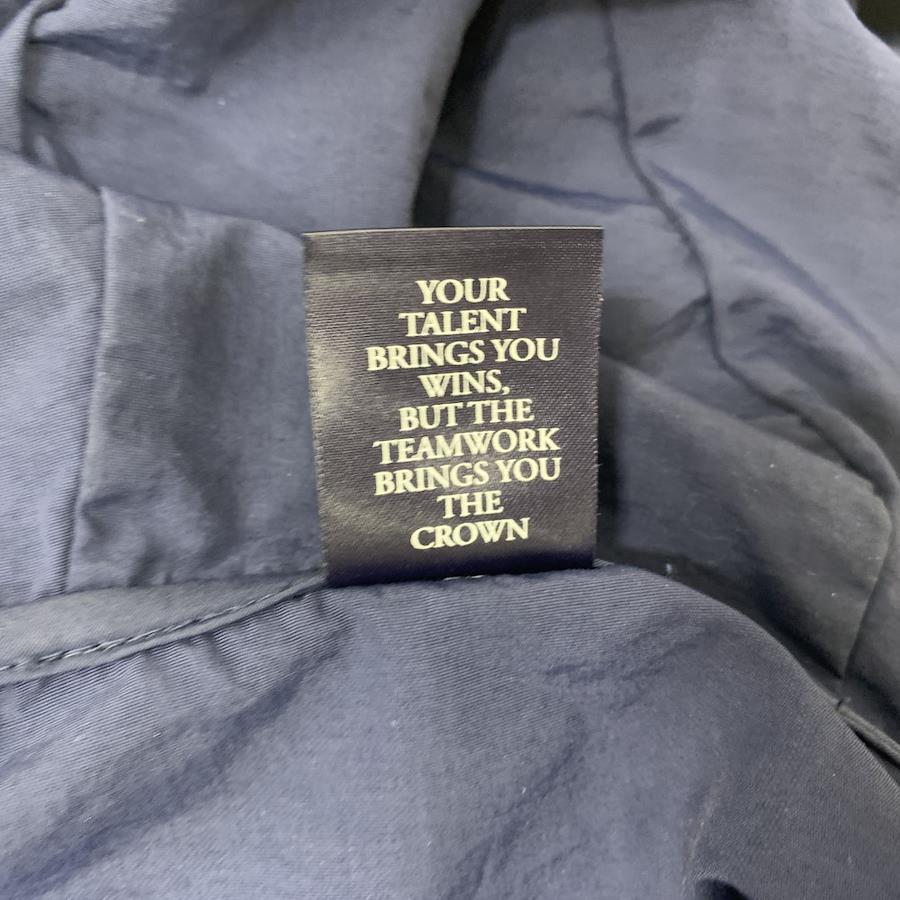 YOUR
TALENT
BRINGS YOU
WINS,
BUT THE
TEAMWORK
BRINGS YOU
THE
CROWN